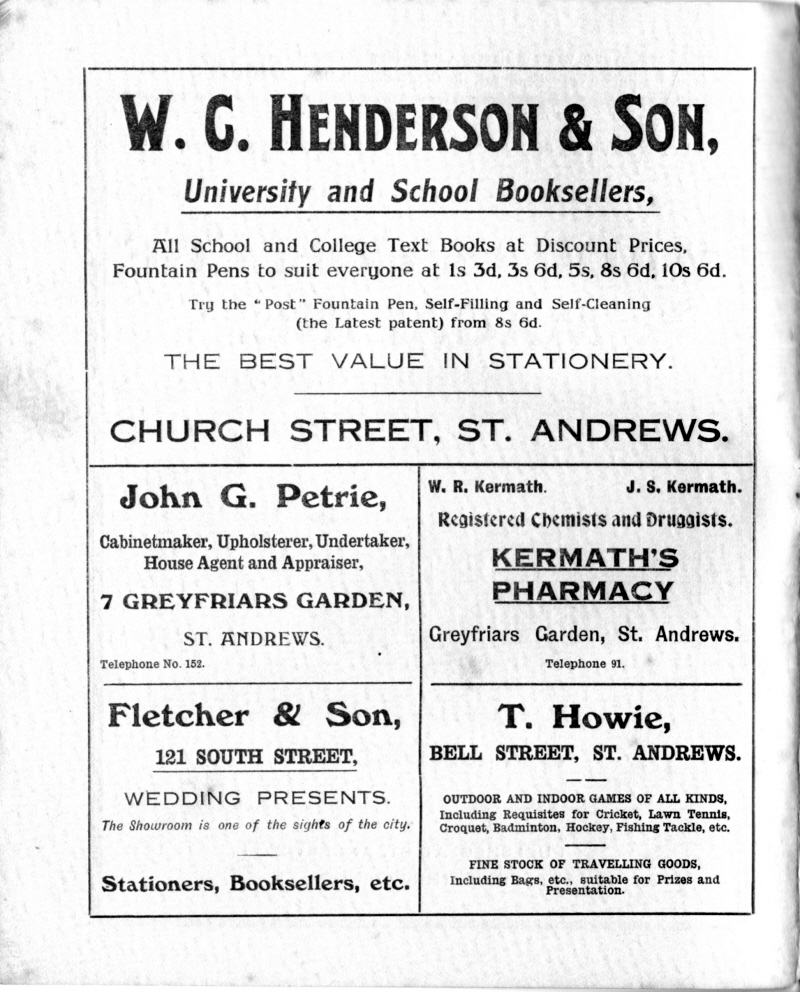 W. G. HENDERSON & SON,
University and School Booksellers,
All School and College Text Books at Discount Prices,
Fountain Pens to suit everyone at 1s 3d, 3s 6d, 5s, 8s 6d, 10s 6d.
Try the "Post" Fountain Pen, Self-Filling and Self-Cleaning
(the Latest patent) from 8s 6d.
THE BEST VALUE IN STATIONERY.
CHURCH STREET, ST. ANDREWS.
John G. Petrie,
Cabinetmaker, Upholsterer, Undertaker,
House Agent and Appraiser,
7 GREYFRIARS GARDEN,
ST. ANDREWS.
Telephone No. 152.
W. R. Kermath. J. S. Kermath.
Registered Chemists and Druggists.
KERMATH'S
PHARMACY
Greyfriars Garden, St. Andrews.
Telephone 91.
Fletcher & Son,
121 SOUTH STREET,
WEDDING PRESENTS.
The Showroom is one of the sights of the city.
Stationers, Booksellers, etc.
T. Howie,
BELL STREET, ST. ANDREWS.
OUTDOOR AND INDOOR GAMES OF ALL KINDS,
Including Requisites for Cricket, Lawn Tennis,
Croquet, Badminton, Hockey, Fishing Tackle, etc.
FINE STOCK OF TRAVELLING GOODS,
Including Bags, etc., suitable for Prizes and
Presentation.